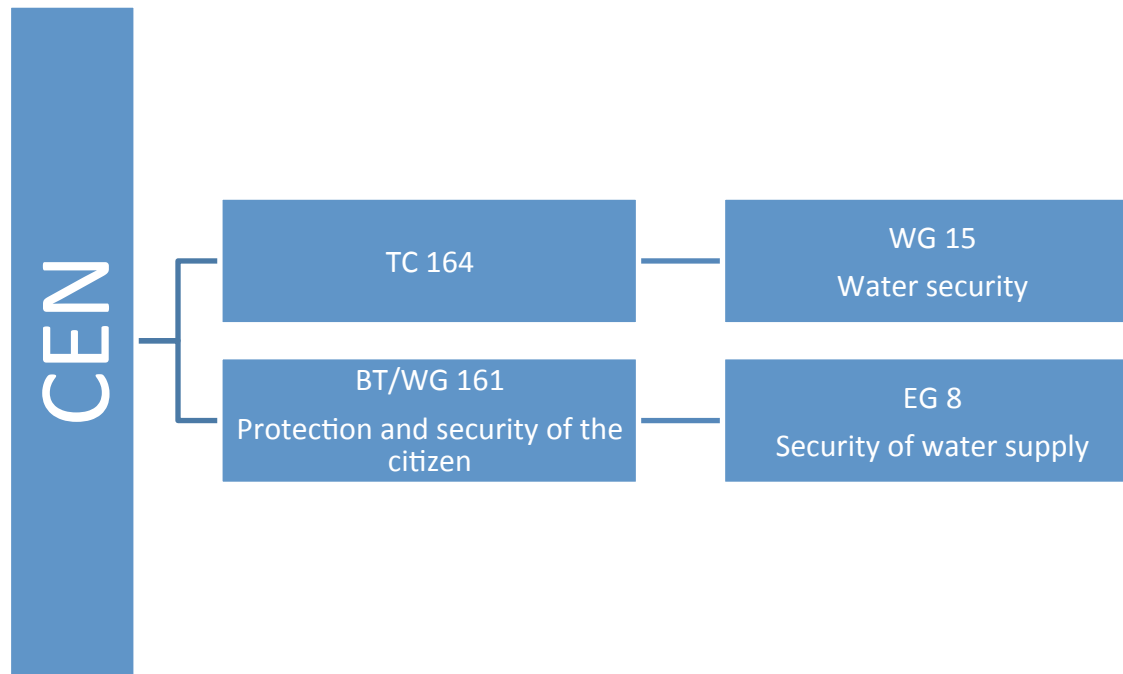 CEN
TC 164
WG 15
Water security
BT/WG 161
Protection and security of the
citizen
EG 8
Security of water supply